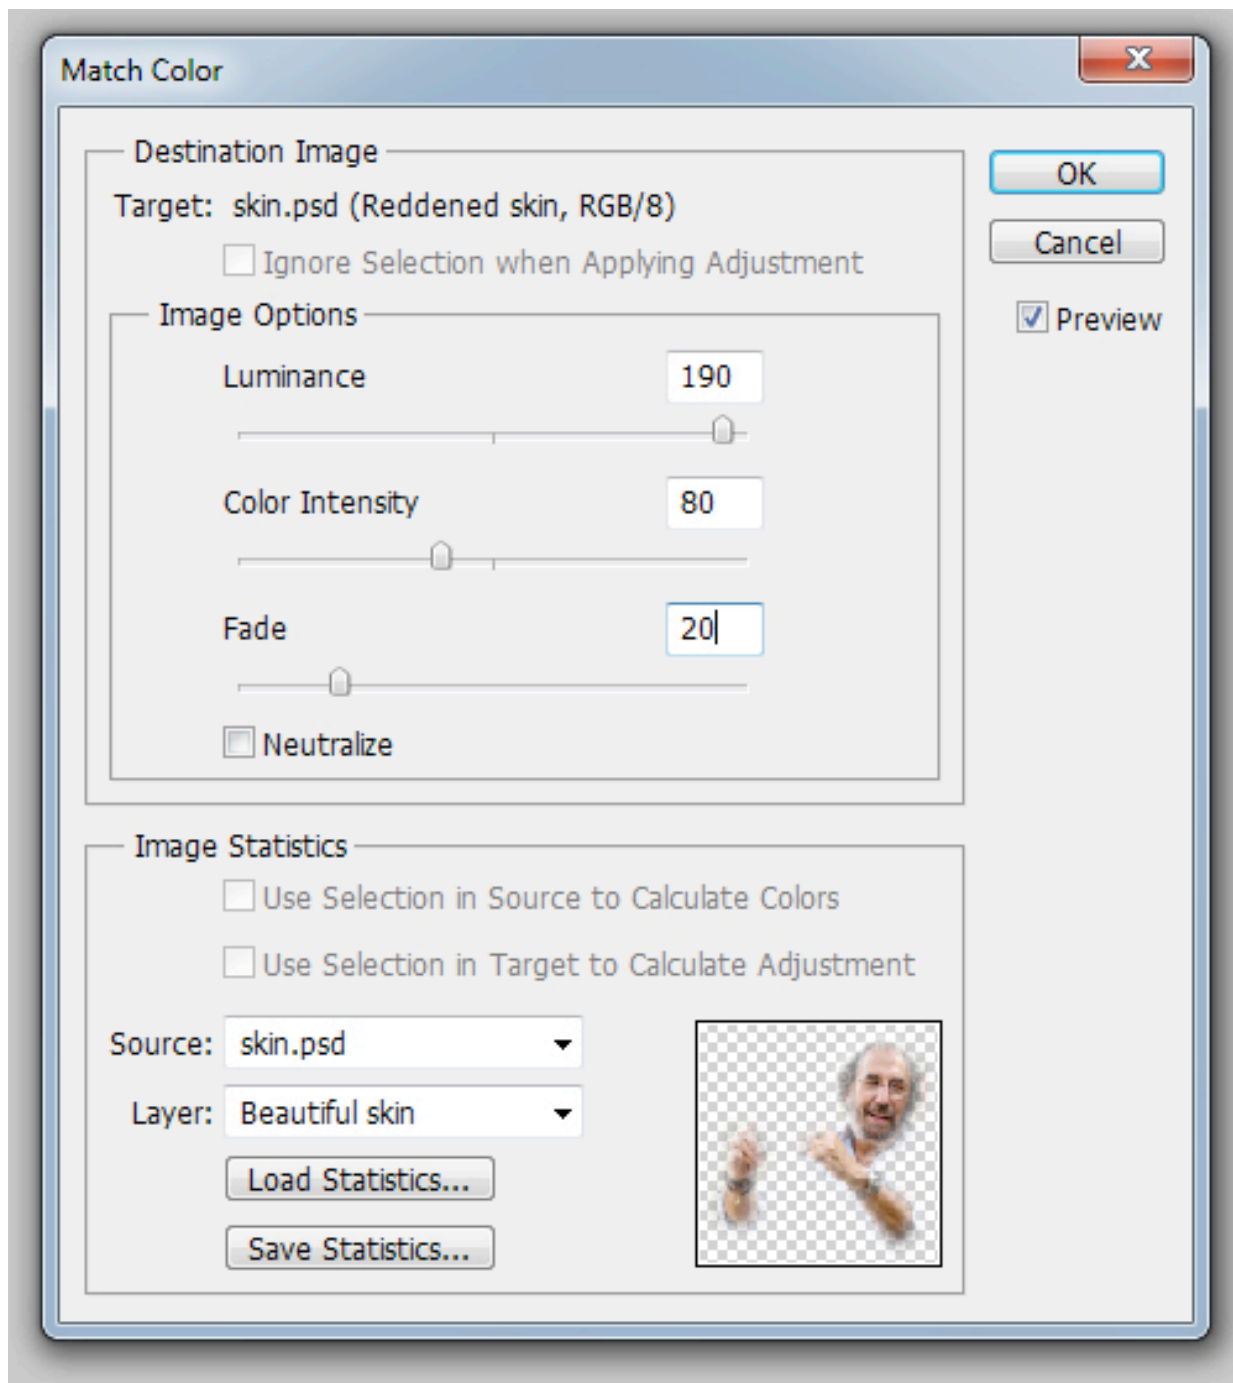 Match Color
Destination Image
Target: skin.psd (Reddened skin, RGB/8)
OK
Ignore Selection when Applying Adjustment
Cancel
Image Options
Preview
Luminance 190
Color Intensity 80
Fade 20
Neutralize
Image Statistics
Use Selection in Source to Calculate Colors
Use Selection in Target to Calculate Adjustment
Source: skin.psd
Layer: Beautiful skin
Load Statistics...
Save Statistics...